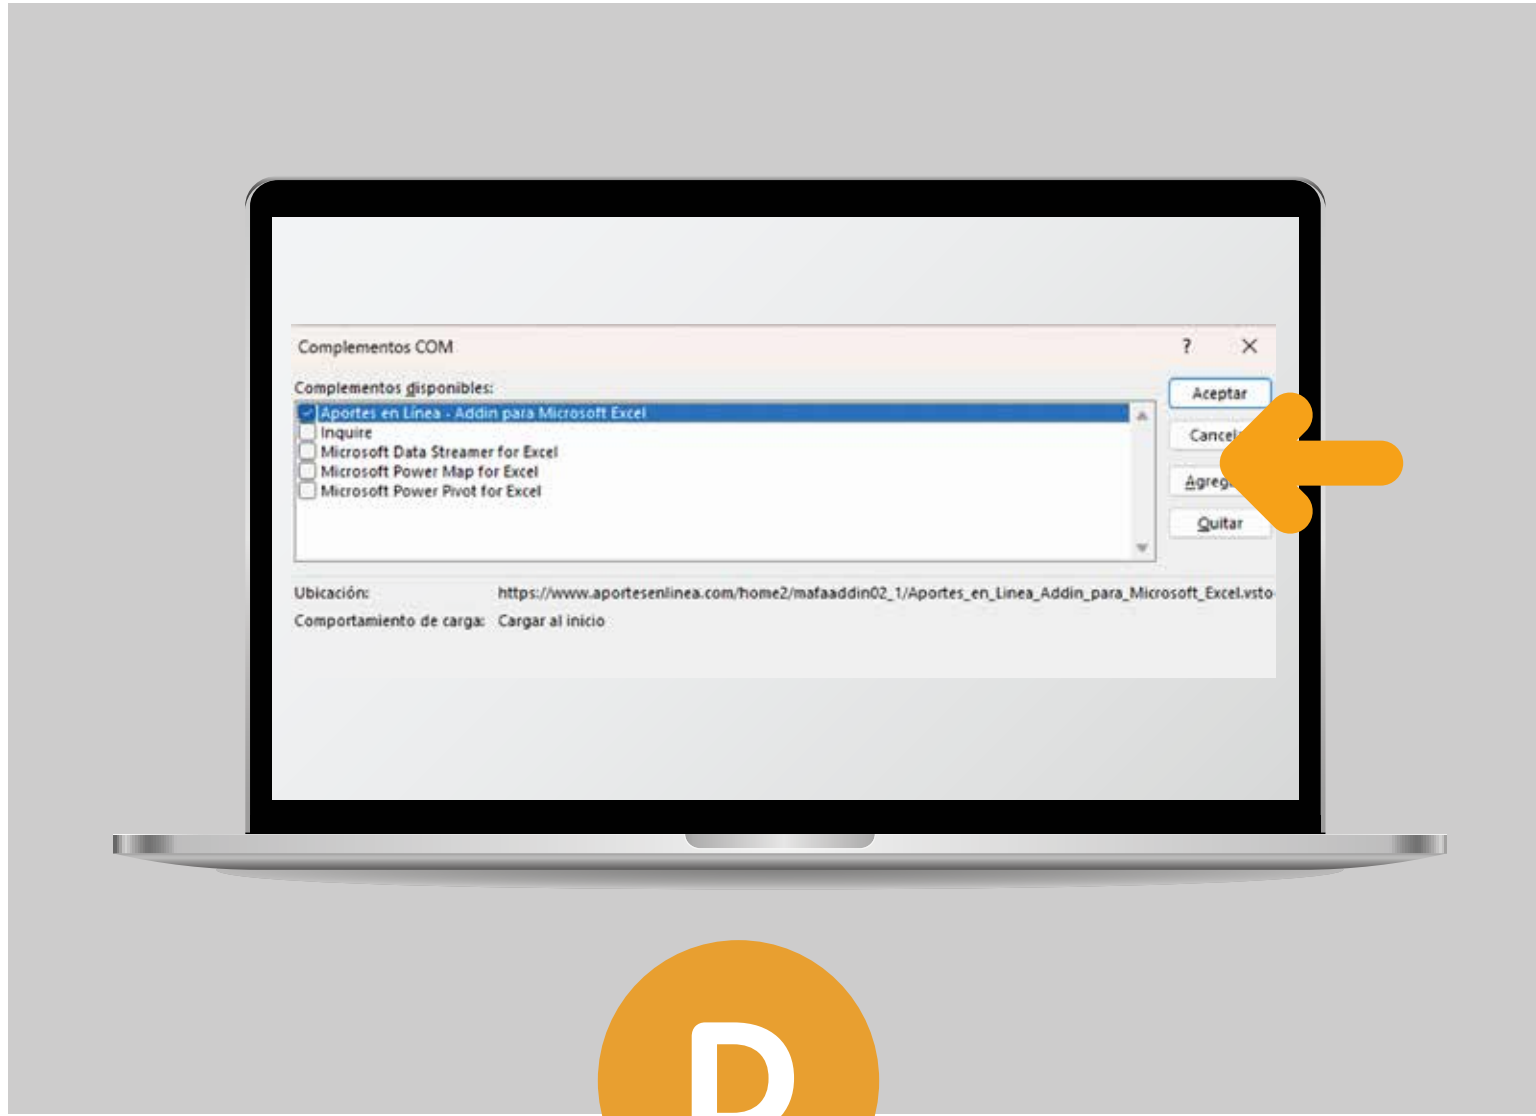 Complementos COM ? ×
Complementos disponibles:
Aceptar
Aportes en Línea - Addin para Microsoft Excel
Inquire
Microsoft Data Streamer for Excel
Microsoft Power Map for Excel
Microsoft Power Pivot for Excel
Quitar
Ubicación: https://www.aportesenlinea.com/home2/mafaaddin02_1/Aportes_en_Linea_Addin_para_Microsoft_Excel.vsto
Comportamiento de carga: Cargar al inicio
D